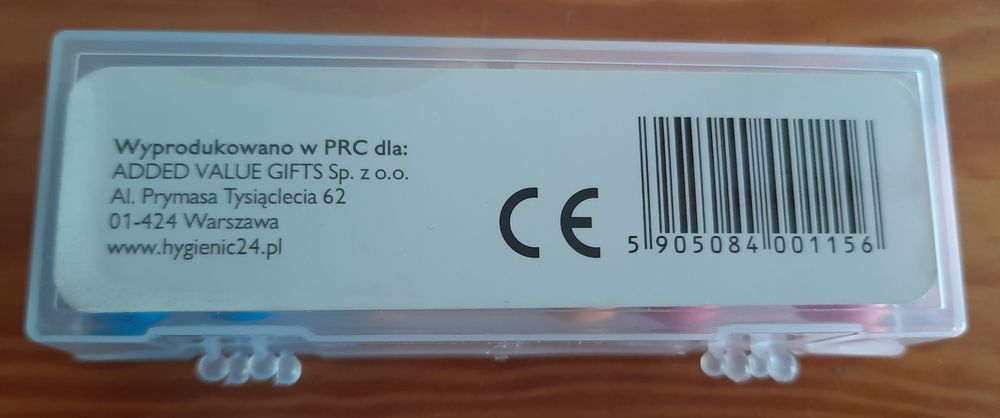 Wyprodukowano w PRC dla:
ADDED VALUE GIFTS Sp. z o.o.
Al. Prymasa Tysiąclecia 62
01-424 Warszawa
www.hygienic24.pl
CE
5 905084 001156